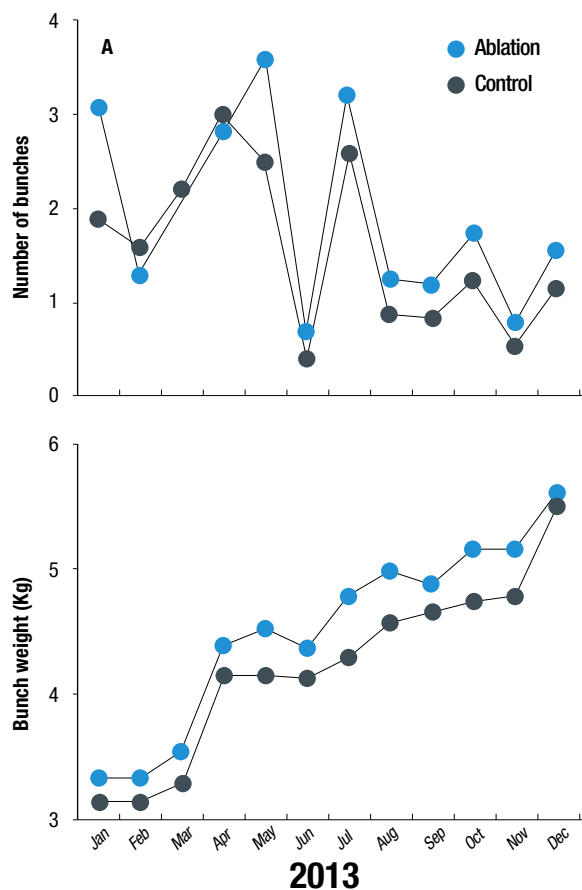 4
A
Ablation
Control
3
2
1
0
Number of bunches
6
5
4
3
Bunch weight (Kg)
Jan Feb Mar Apr May Jun Jul Aug Sep Oct Nov Dec
2013